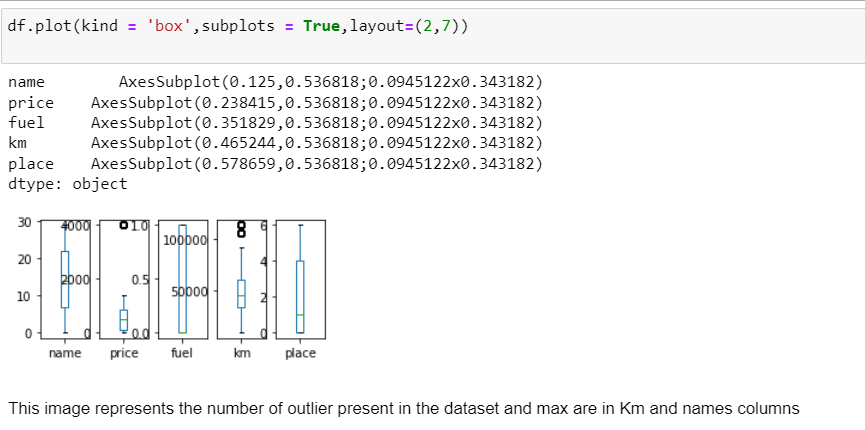 df.plot(kind = 'box',subplots = True,layout=(2,7))
name AxesSubplot(0.125,0.536818;0.0945122x0.343182)
price AxesSubplot(0.238415,0.536818;0.0945122x0.343182)
fuel AxesSubplot(0.351829,0.536818;0.0945122x0.343182)
km AxesSubplot(0.465244,0.536818;0.0945122x0.343182)
place AxesSubplot(0.578659,0.536818;0.0945122x0.343182)
dtype: object
30 4000 1.0 100000 6
20 2000 0.5 50000 4
10 2
0 0 0.0 0
name price fuel km place
This image represents the number of outlier present in the dataset and max are in Km and names columns